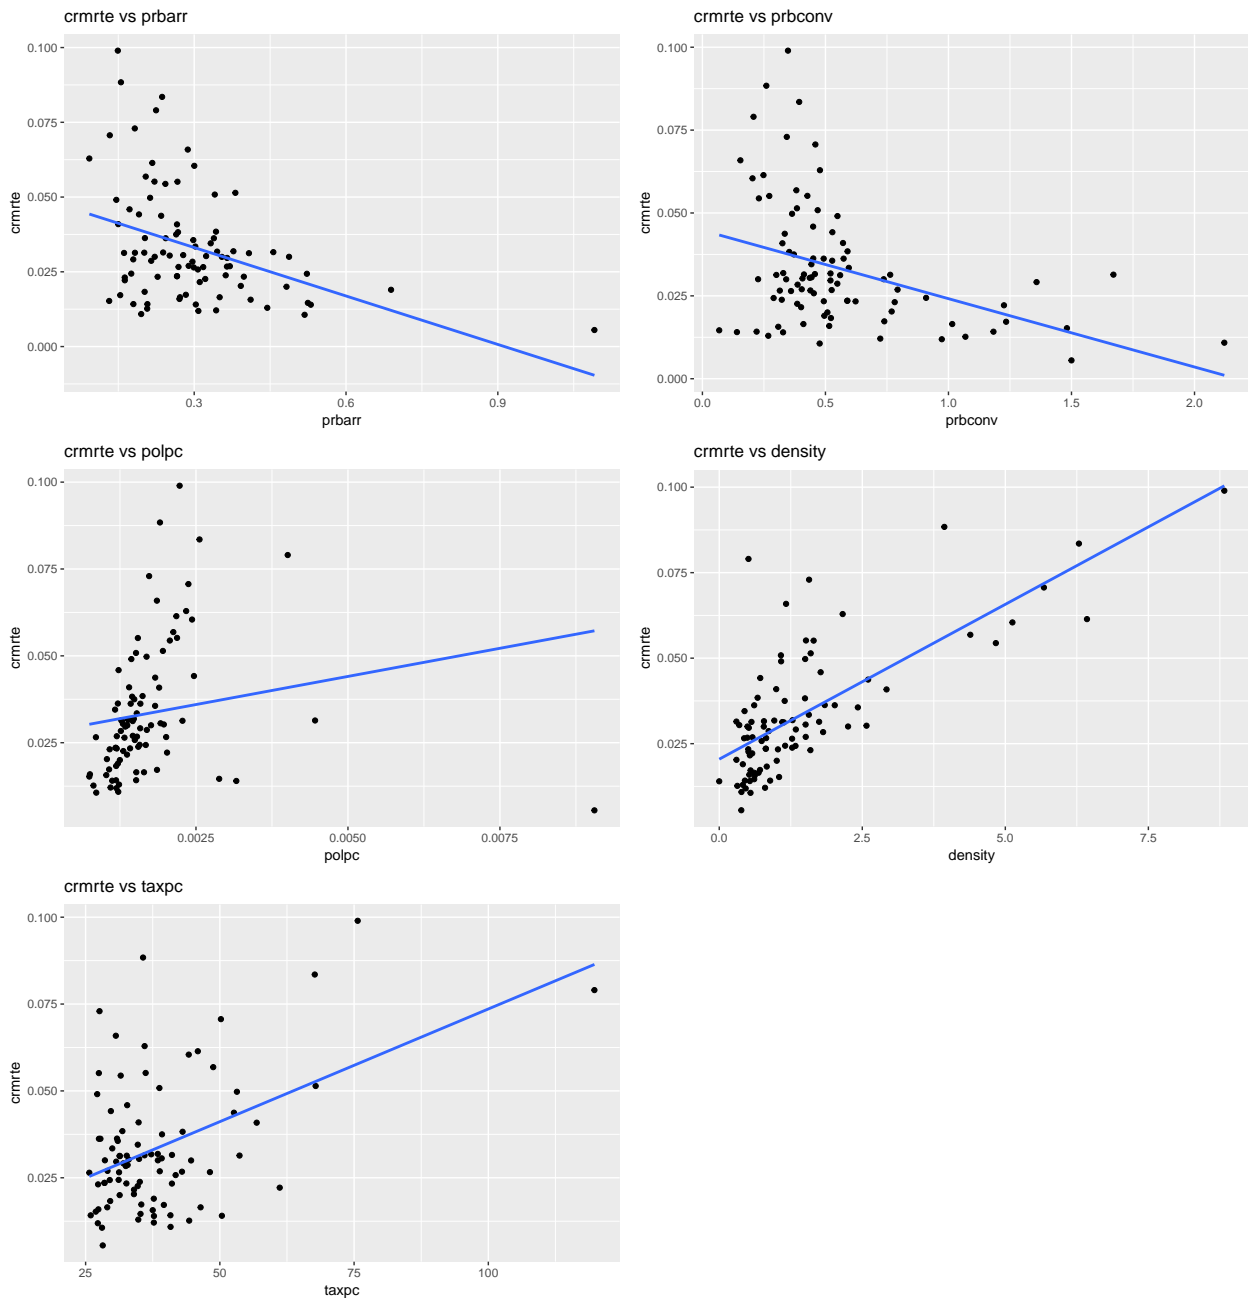 crmrte vs prbarr
0.100
0.075
0.050
0.025
0.000
crmrte
0.3 0.6 0.9
prbarr
crmrte vs prbconv
0.100
0.075
0.050
0.025
0.000
crmrte
0.0 0.5 1.0 1.5 2.0
prbconv
crmrte vs polpc
0.100
0.075
0.050
0.025
crmrte
0.0025 0.0050 0.0075
polpc
crmrte vs density
0.100
0.075
0.050
0.025
crmrte
0.0 2.5 5.0 7.5
density
crmrte vs taxpc
0.100
0.075
0.050
0.025
crmrte
25 50 75 100
taxpc